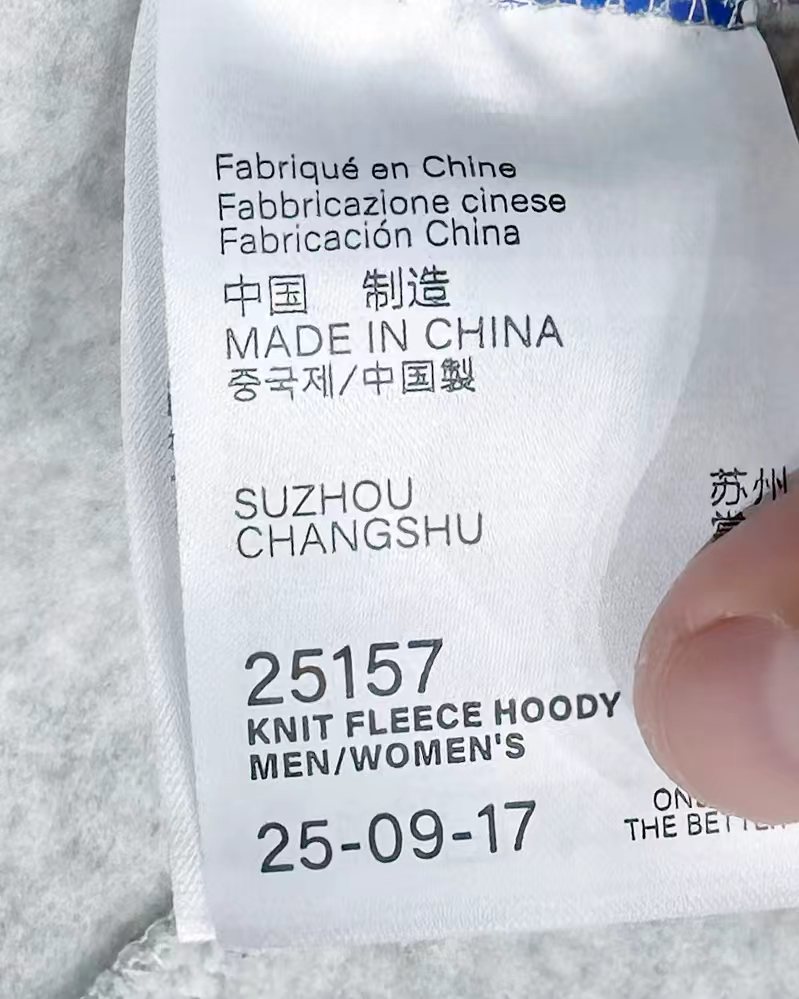 Fabriqué en Chine
Fabbricazione cinese
Fabricación China
中国 制造
MADE IN CHINA
중국제/中国製
SUZHOU
CHANGSHU
苏州
25157
KNIT FLEECE HOODY
MEN/WOMEN'S
25-09-17
THE